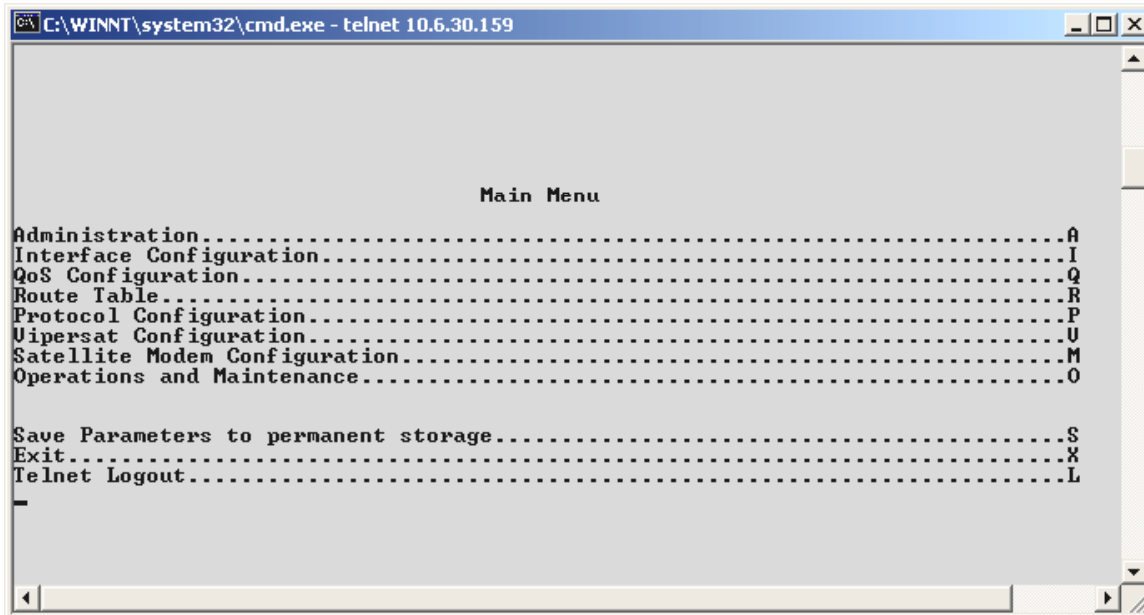 C:\WINNT\system32\cmd.exe - telnet 10.6.30.159
Main Menu
Administration.................................................................A
Interface Configuration........................................................I
QoS Configuration..............................................................Q
Route Table....................................................................R
Protocol Configuration.........................................................P
Vipersat Configuration.........................................................V
Satellite Modem Configuration..................................................M
Operations and Maintenance.....................................................O
Save Parameters to permanent storage...........................................S
Exit...........................................................................X
Telnet Logout..................................................................L